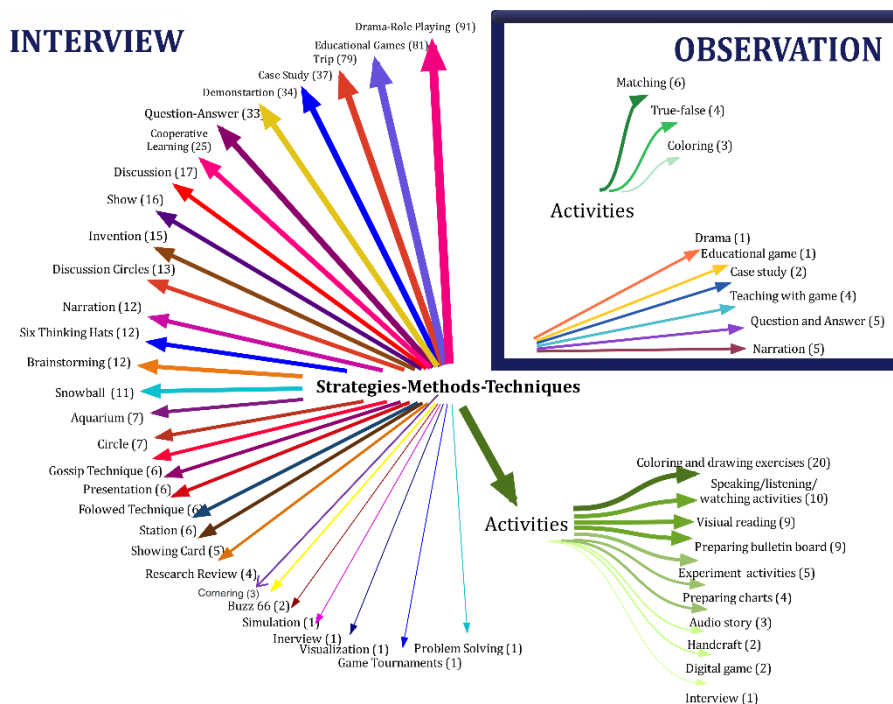 INTERVIEW
Drama-Role Playing (91)
Educational Games (81)
Trip (79)
Case Study (37)
Demonstartion (34)
Question-Answer (33)
Cooperative
Learning (25)
Discussion (17)
Show (16)
Invention (15)
Discussion Circles (13)
Narration (12)
Six Thinking Hats (12)
Brainstorming (12)
Snowball (11)
Aquarium (7)
Circle (7)
Gossip Technique (6)
Presentation (6)
Folowed Technique (6)
Station (6)
Showing Card (5)
Research Review (4)
Cornering (3)
Buzz 66 (2)
Simulation (1)
Inerview (1)
Visualization (1)
Game Tournaments (1)
Problem Solving (1)
Strategies-Methods-Techniques
Activities
Coloring and drawing exercises (20)
Speaking/listening/
watching activities (10)
Visiual reading (9)
Preparing bulletin board (9)
Experiment activities (5)
Preparing charts (4)
Audio story (3)
Handcraft (2)
Digital game (2)
Interview (1)
OBSERVATION
Matching (6)
True-false (4)
Coloring (3)
Activities
Drama (1)
Educational game (1)
Case study (2)
Teaching with game (4)
Question and Answer (5)
Narration (5)